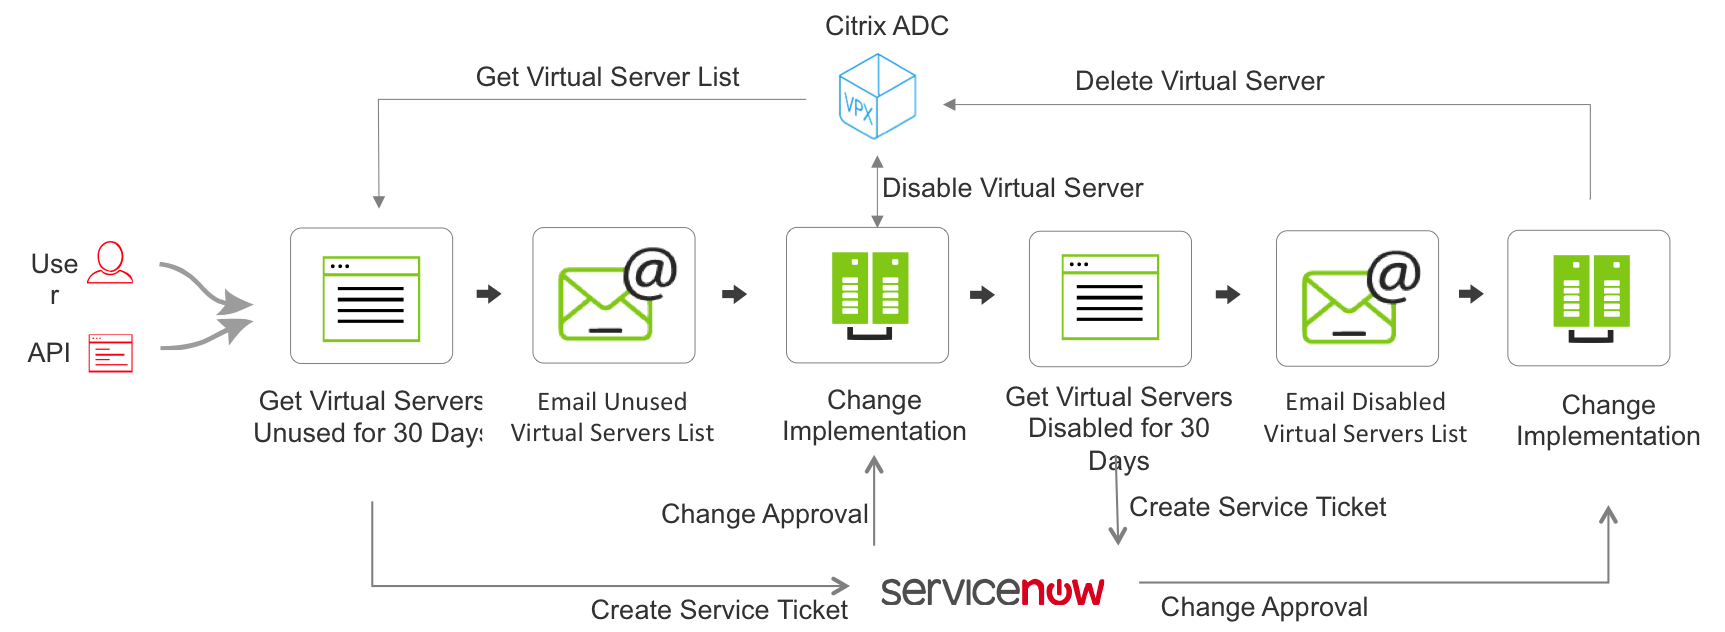 Citrix ADC
Get Virtual Server List
Delete Virtual Server
VPX
Disable Virtual Server
Use
r
API
Get Virtual Servers
Unused for 30 Days
Email Unused
Virtual Servers List
Change
Implementation
Get Virtual Servers
Disabled for 30
Days
Email Disabled
Virtual Servers List
Change
Implementation
Change Approval
Create Service Ticket
servicenow
Create Service Ticket
Change Approval